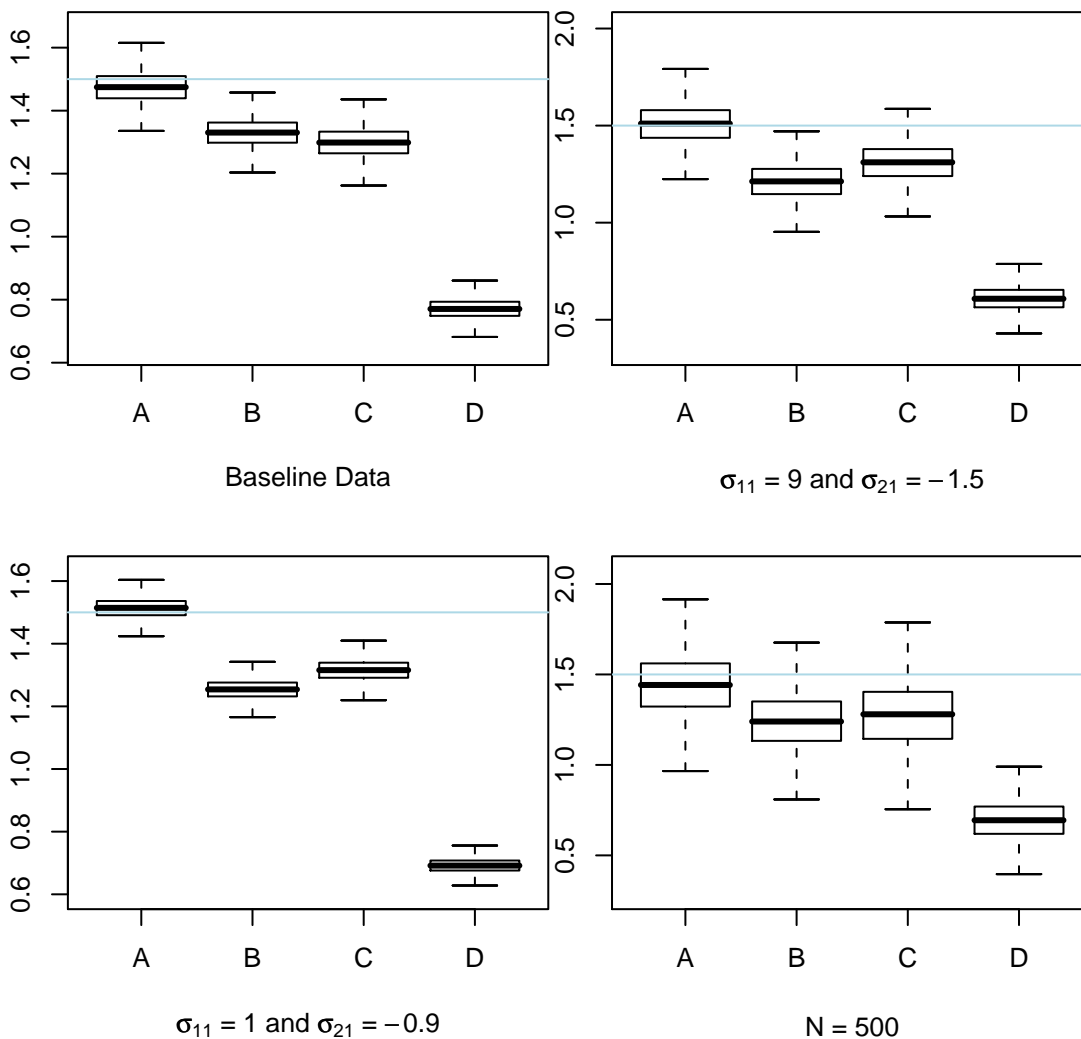 0.6 0.8 1.0 1.2 1.4 1.6
A B C D
Baseline Data
0.5 1.0 1.5 2.0
A B C D
σ11 = 9 and σ21 = −1.5
0.6 0.8 1.0 1.2 1.4 1.6
A B C D
σ11 = 1 and σ21 = −0.9
0.5 1.0 1.5 2.0
A B C D
N = 500